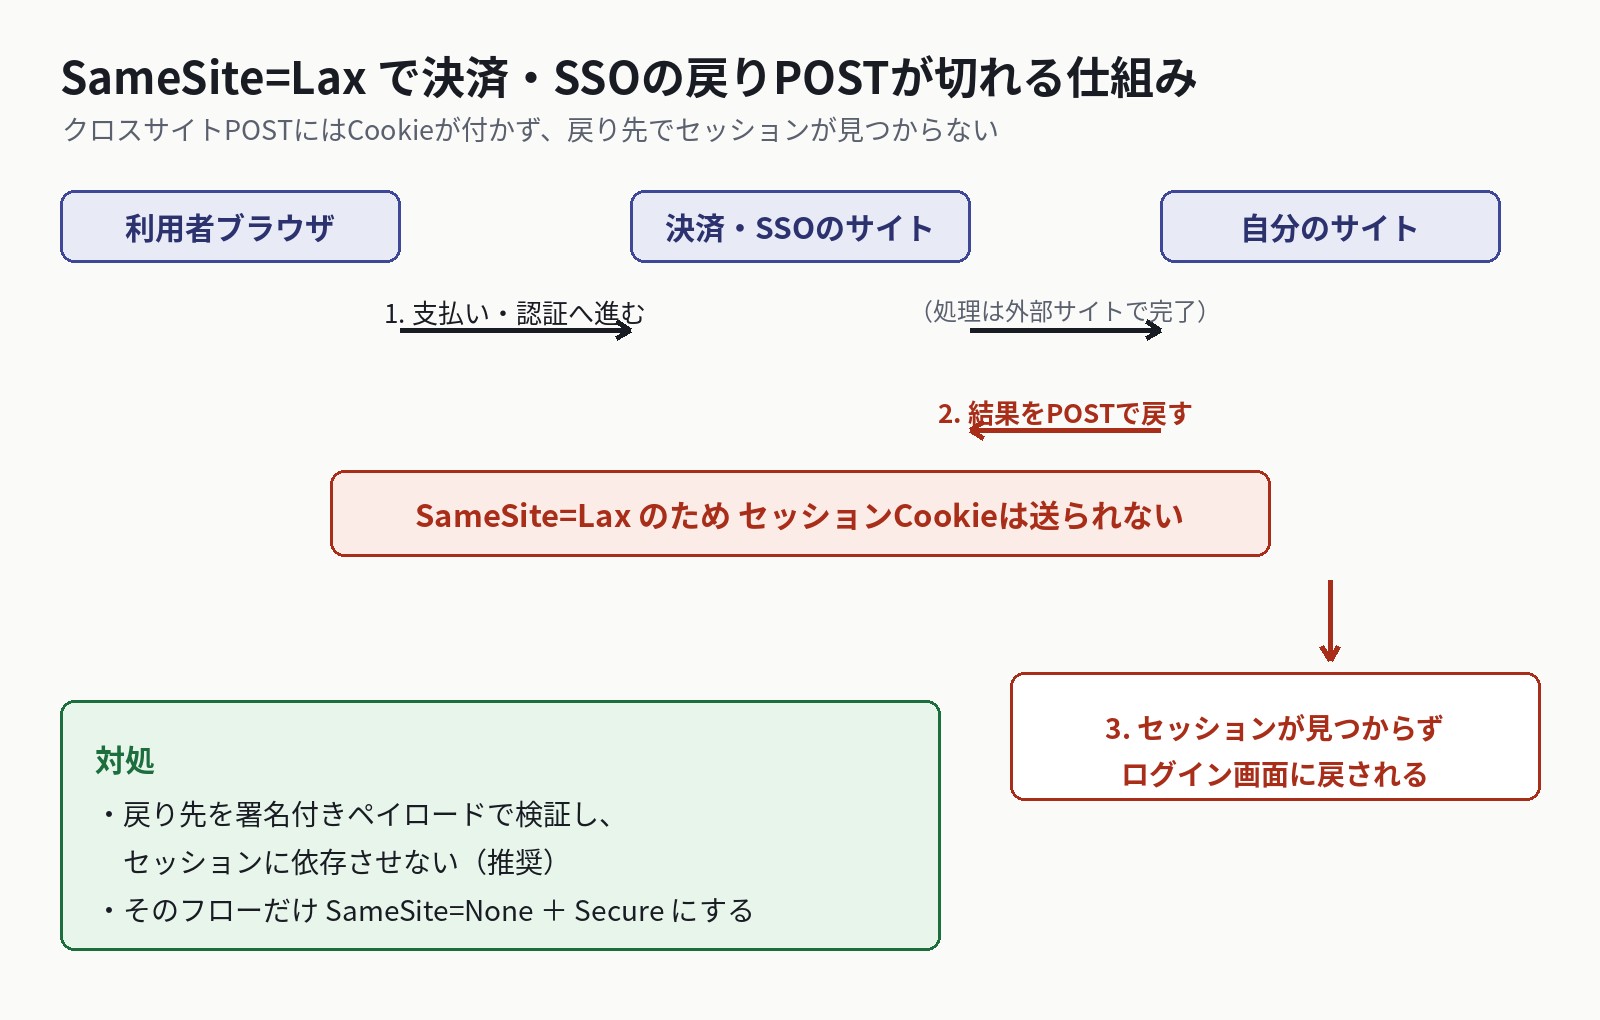 SameSite=Lax で決済・SSOの戻りPOSTが切れる仕組み
クロスサイトPOSTにはCookieが付かず、戻り先でセッションが見つからない
利用者ブラウザ
決済・SSOのサイト
自分のサイト
1. 支払い・認証へ進む
（処理は外部サイトで完了）
2. 結果をPOSTで戻す
SameSite=Lax のため セッションCookieは送られない
3. セッションが見つからず
ログイン画面に戻される
対処
・戻り先を署名付きペイロードで検証し、
セッションに依存させない（推奨）
・そのフローだけ SameSite=None ＋ Secure にする